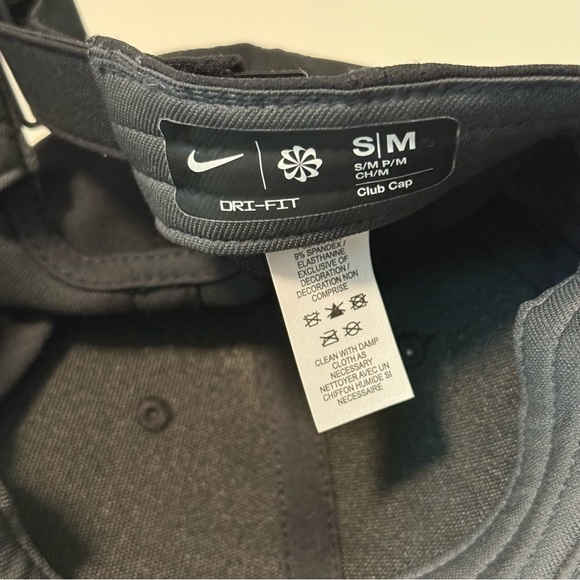 S|M
S/M P/M
CH/M
Club Cap
DRI-FIT
9% SPANDEX /
ELASTHANNE
EXCLUSIVE OF
DECORATION /
DECORATION NON
COMPRISE
CLEAN WITH DAMP
CLOTH AS
NECESSARY
NETTOYER AVEC UN
CHIFFON HUMIDE SI
NECESSAIRE